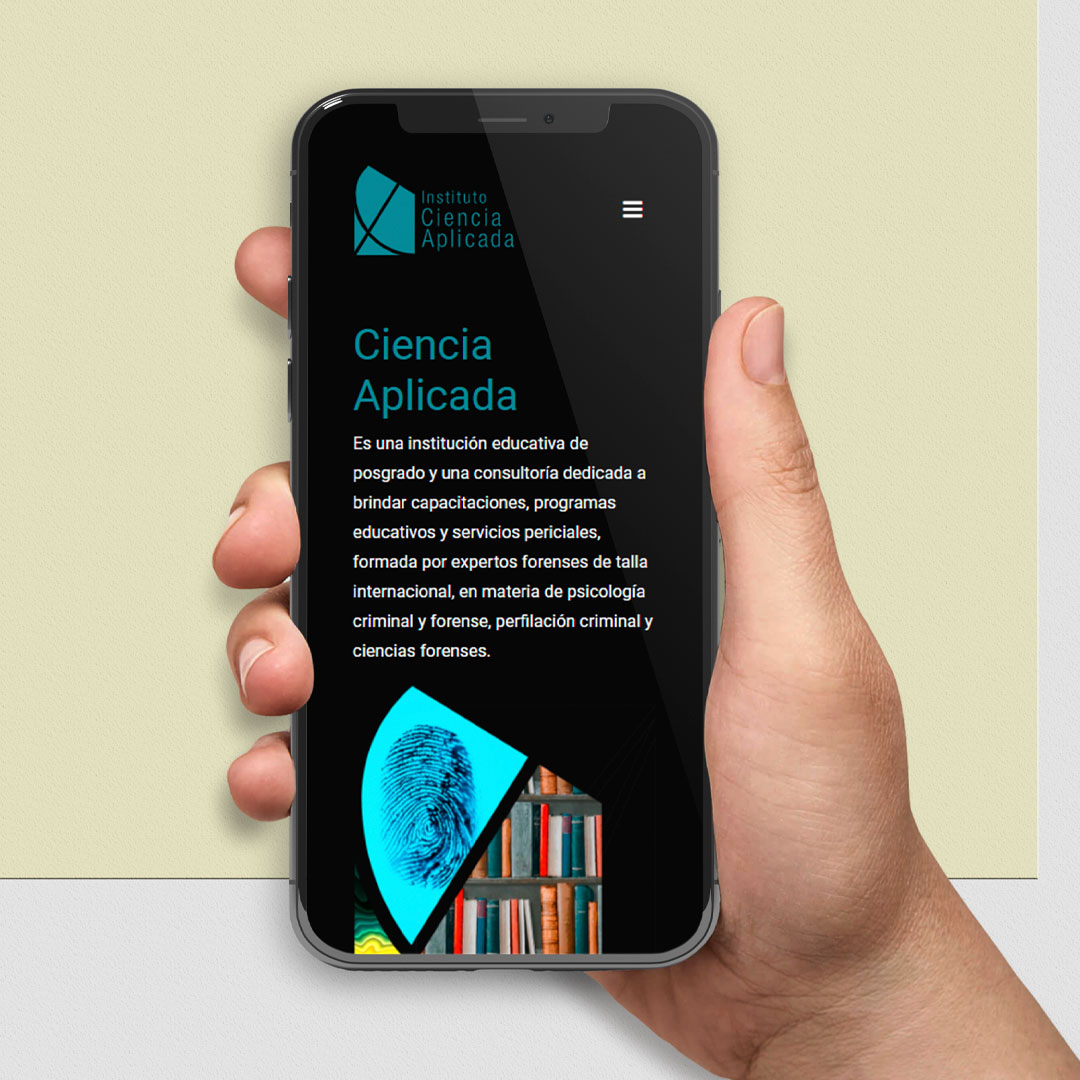 Instituto
Ciencia
Aplicada
Ciencia
Aplicada
Es una institución educativa de
posgrado y una consultoría dedicada a
brindar capacitaciones, programas
educativos y servicios periciales,
formada por expertos forenses de talla
internacional, en materia de psicología
criminal y forense, perfilación criminal y
ciencias forenses.